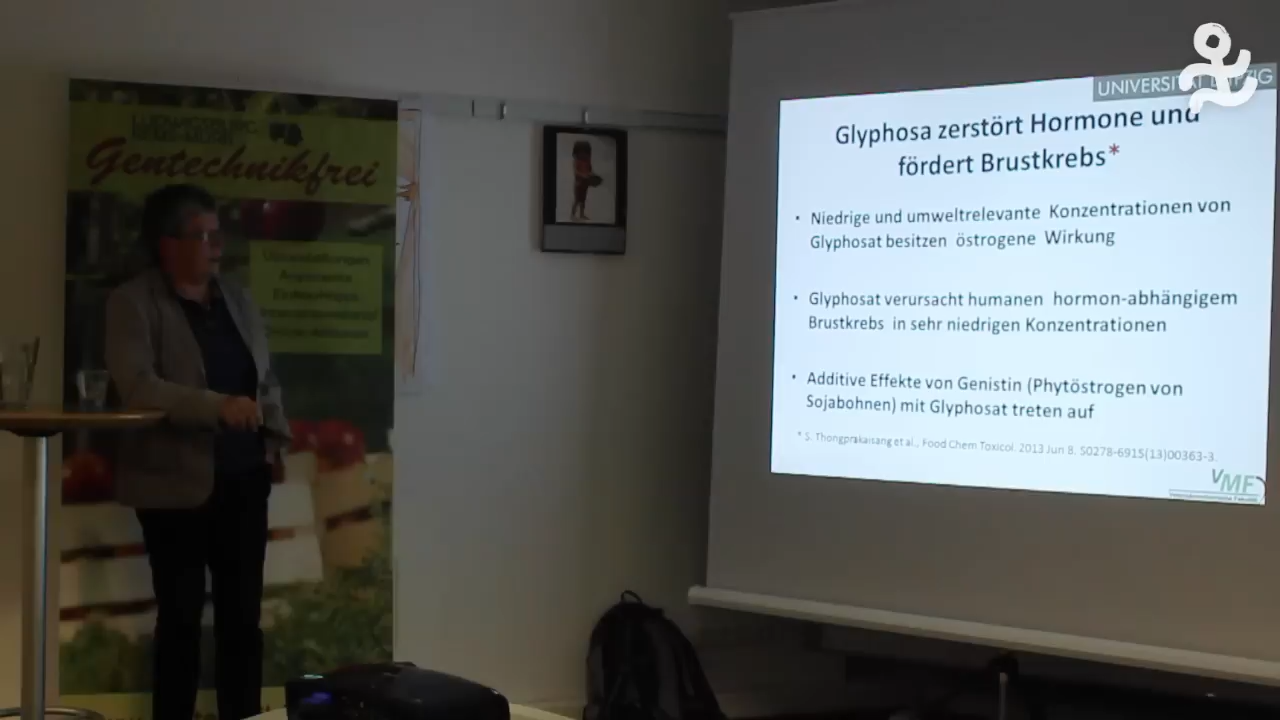 Gentechnikfrei
UNIVERSITÄT LEIPZIG
Glyphosa zerstört Hormone und
fördert Brustkrebs*
• Niedrige und umweltrelevante Konzentrationen von
Glyphosat besitzen östrogene Wirkung
• Glyphosat verursacht humanen hormon-abhängigem
Brustkrebs in sehr niedrigen Konzentrationen
• Additive Effekte von Genistin (Phytöstrogen von
Sojabohnen) mit Glyphosat treten auf
* S. Thongprakaisang et al., Food Chem Toxicol. 2013 Jun 8. S0278-6915(13)00363-3.
VMF